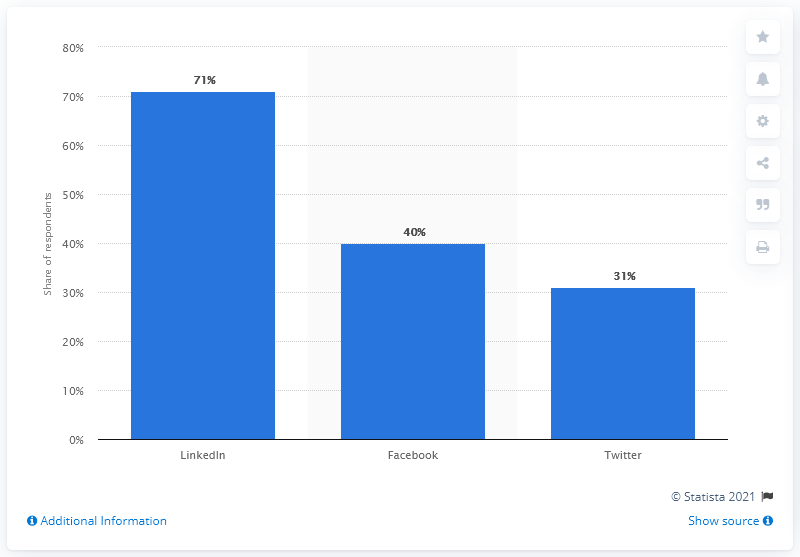 80%
70%
60%
50%
40%
30%
20%
10%
0%
Share of respondents
71%
40%
31%
LinkedIn
Facebook
Twitter
© Statista 2021
Additional Information
Show source